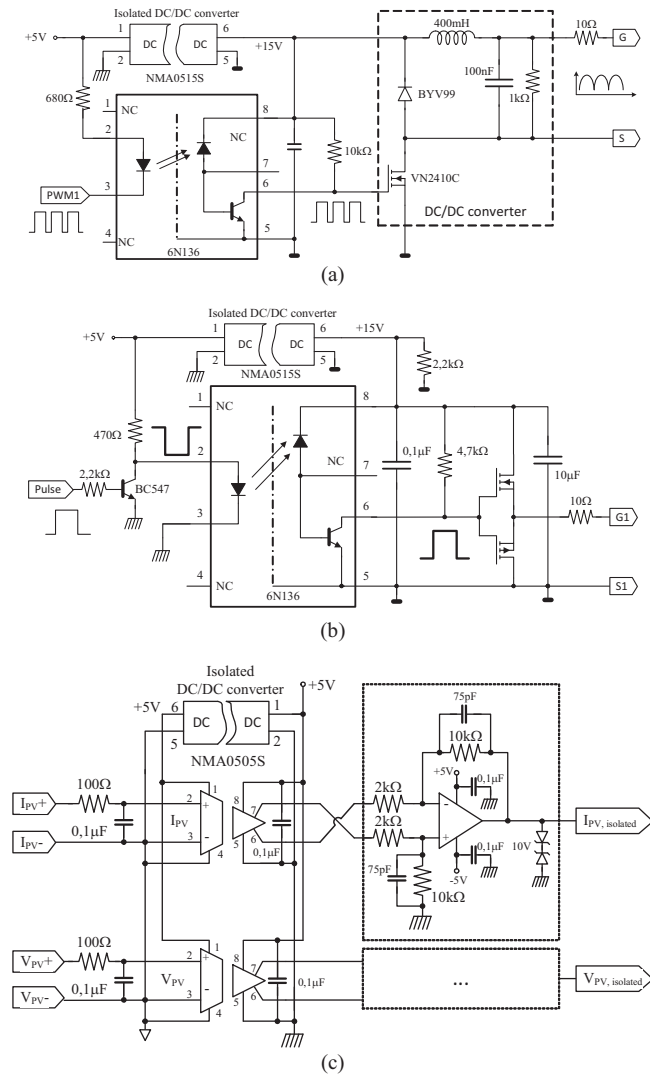 Isolated DC/DC converter
+5V
1
DC
DC
6
+15V
2
5
NMA0515S
400mH
10Ω
G
100nF
1kΩ
BYV99
S
680Ω
1
NC
8
2
NC
10kΩ
7
VN2410C
PWM1
3
6
DC/DC converter
4
NC
5
6N136
(a)
Isolated DC/DC converter
+5V
1
DC
DC
6
+15V
2
5
NMA0515S
2,2kΩ
1
NC
8
470Ω
2
0,1μF
4,7kΩ
NC
7
10μF
2,2kΩ
Pulse
BC547
3
6
10Ω
G1
4
NC
5
S1
6N136
(b)
Isolated
DC/DC converter
+5V
+5V
6
DC
DC
1
5
2
NMA0505S
75pF
10kΩ
100Ω
IPV+
2
+
1
8
7
2kΩ
+5V
0,1μF
-
IPV
IPV, isolated
IPV-
0,1μF
3
-
4
5
6
0,1μF
2kΩ
+
0,1μF
10V
75pF
10kΩ
-5V
100Ω
VPV+
2
+
1
8
7
VPV
0,1μF
...
VPV, isolated
VPV-
0,1μF
3
-
4
5
6
(c)